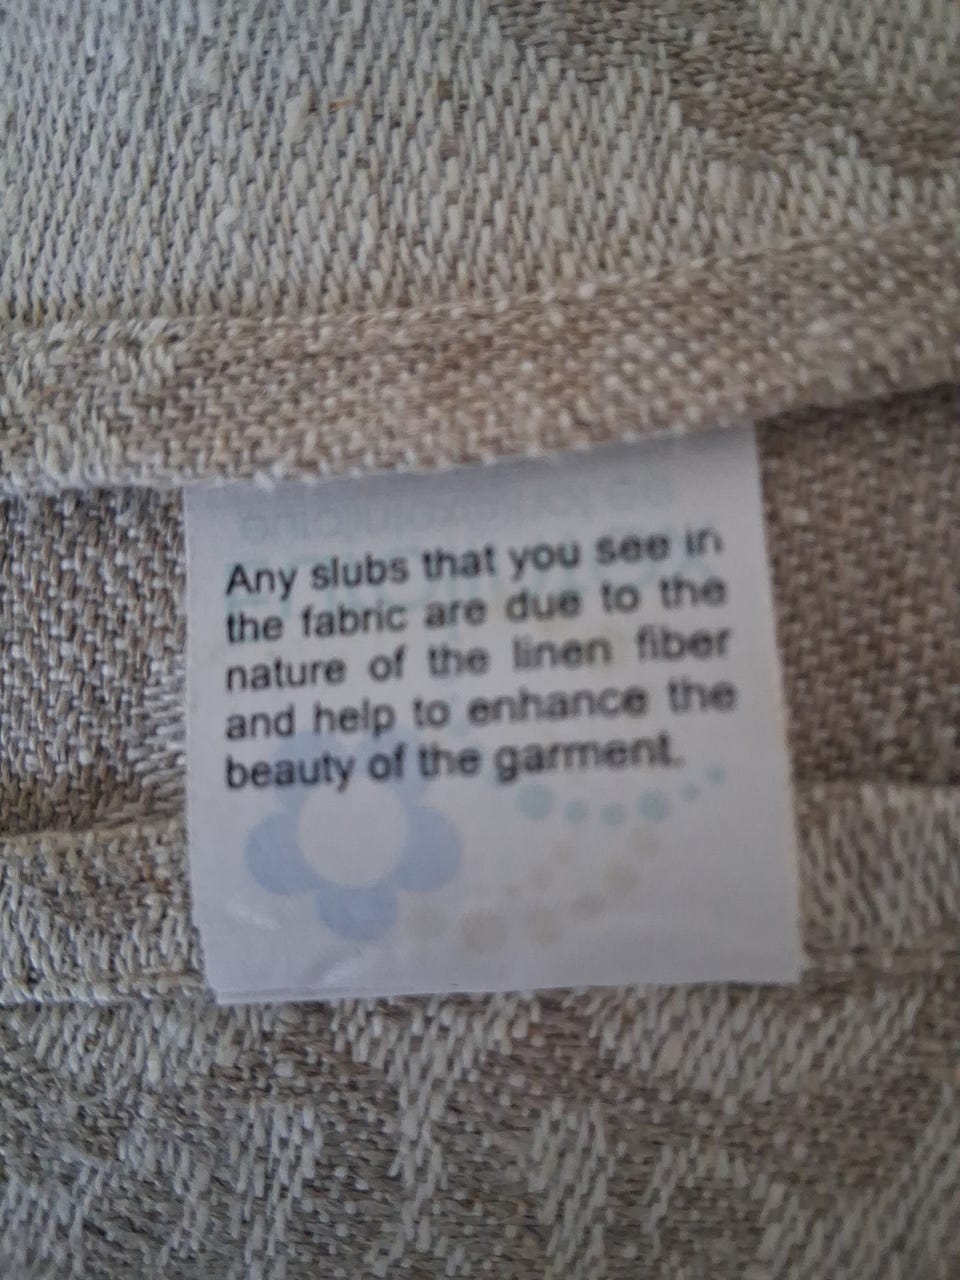 Any slubs that you see in
the fabric are due to the
nature of the linen fiber
and help to enhance the
beauty of the garment.